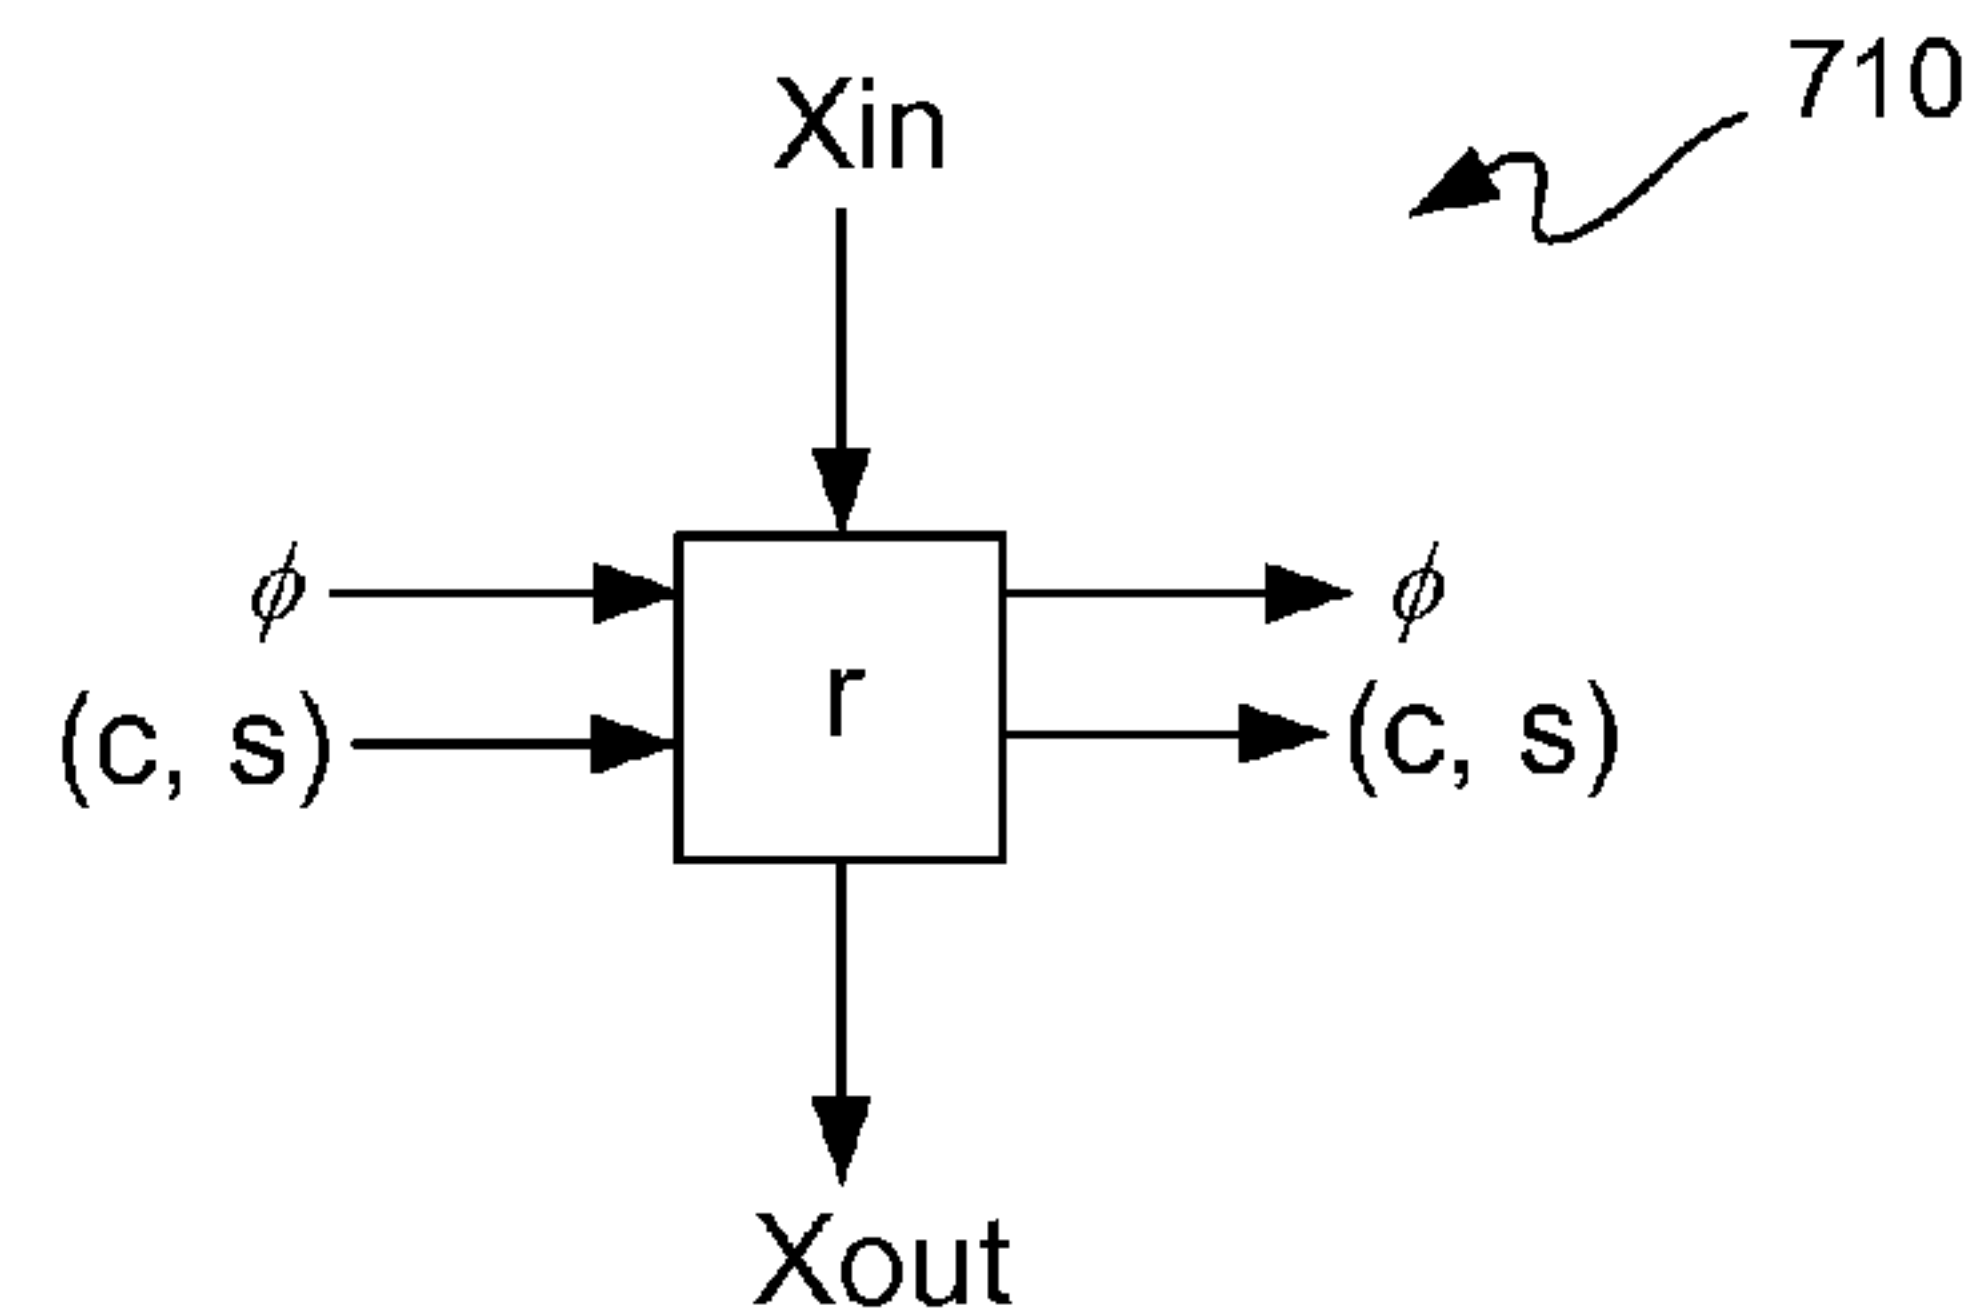 710
Xin
ϕ ϕ
r
(c, s) (c, s)
Xout